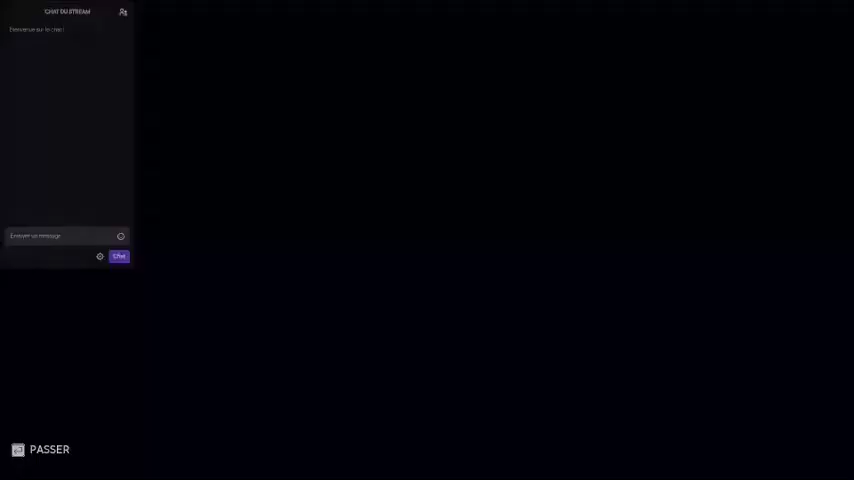 CHAT DU STREAM
Bienvenue sur le chat !
Envoyer un message
Chat
PASSER